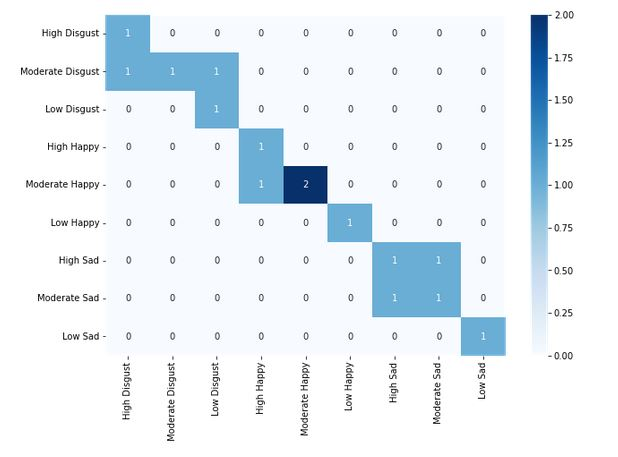 High Disgust 1 0 0 0 0 0 0 0 0
Moderate Disgust 1 1 1 0 0 0 0 0 0
Low Disgust 0 0 1 0 0 0 0 0 0
High Happy 0 0 0 1 0 0 0 0 0
Moderate Happy 0 0 0 1 2 0 0 0 0
Low Happy 0 0 0 0 0 1 0 0 0
High Sad 0 0 0 0 0 0 1 1 0
Moderate Sad 0 0 0 0 0 0 1 1 0
Low Sad 0 0 0 0 0 0 0 0 1
High Disgust
Moderate Disgust
Low Disgust
High Happy
Moderate Happy
Low Happy
High Sad
Moderate Sad
Low Sad
2.00
1.75
1.50
1.25
1.00
0.75
0.50
0.25
0.00